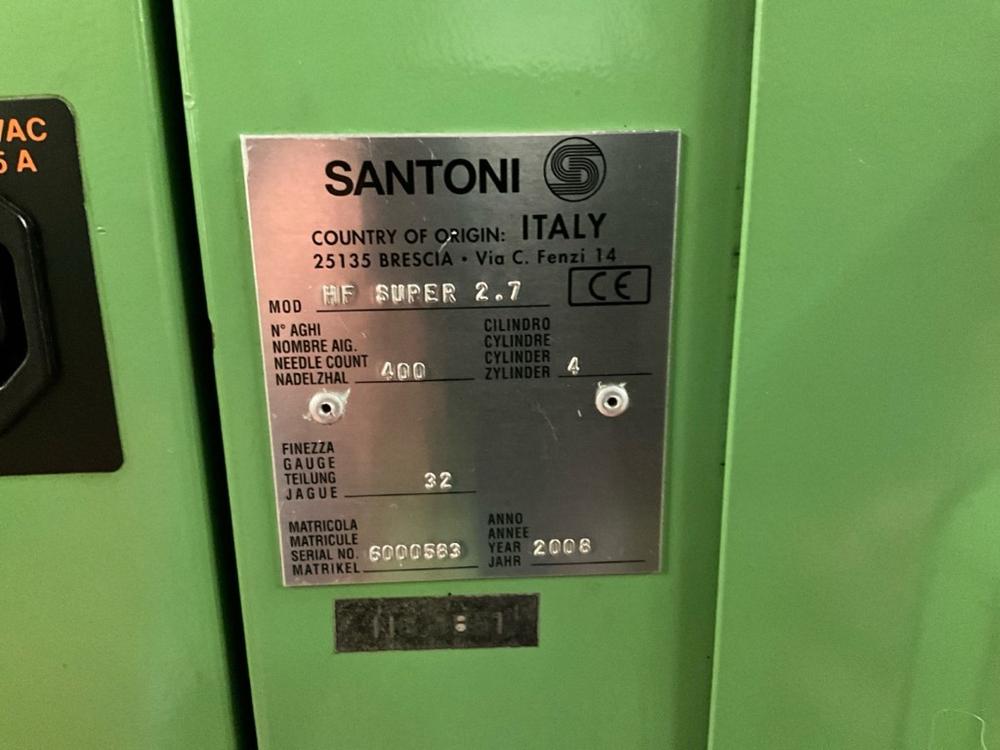 VAC
5 A
SANTONI
COUNTRY OF ORIGIN: ITALY
25135 BRESCIA • Via C. Fenzi 14
MOD HF SUPER 2.7 CE
N° AGHI
NOMBRE AIG.
NEEDLE COUNT
NADELZHAL 400
CILINDRO
CYLINDRE
CYLINDER
ZYLINDER 4
FINEZZA
GAUGE
TEILUNG
JAGUE 32
MATRICOLA
MATRICULE
SERIAL NO.
MATRIKEL 6000563
ANNO
ANNEE
YEAR
JAHR 2006